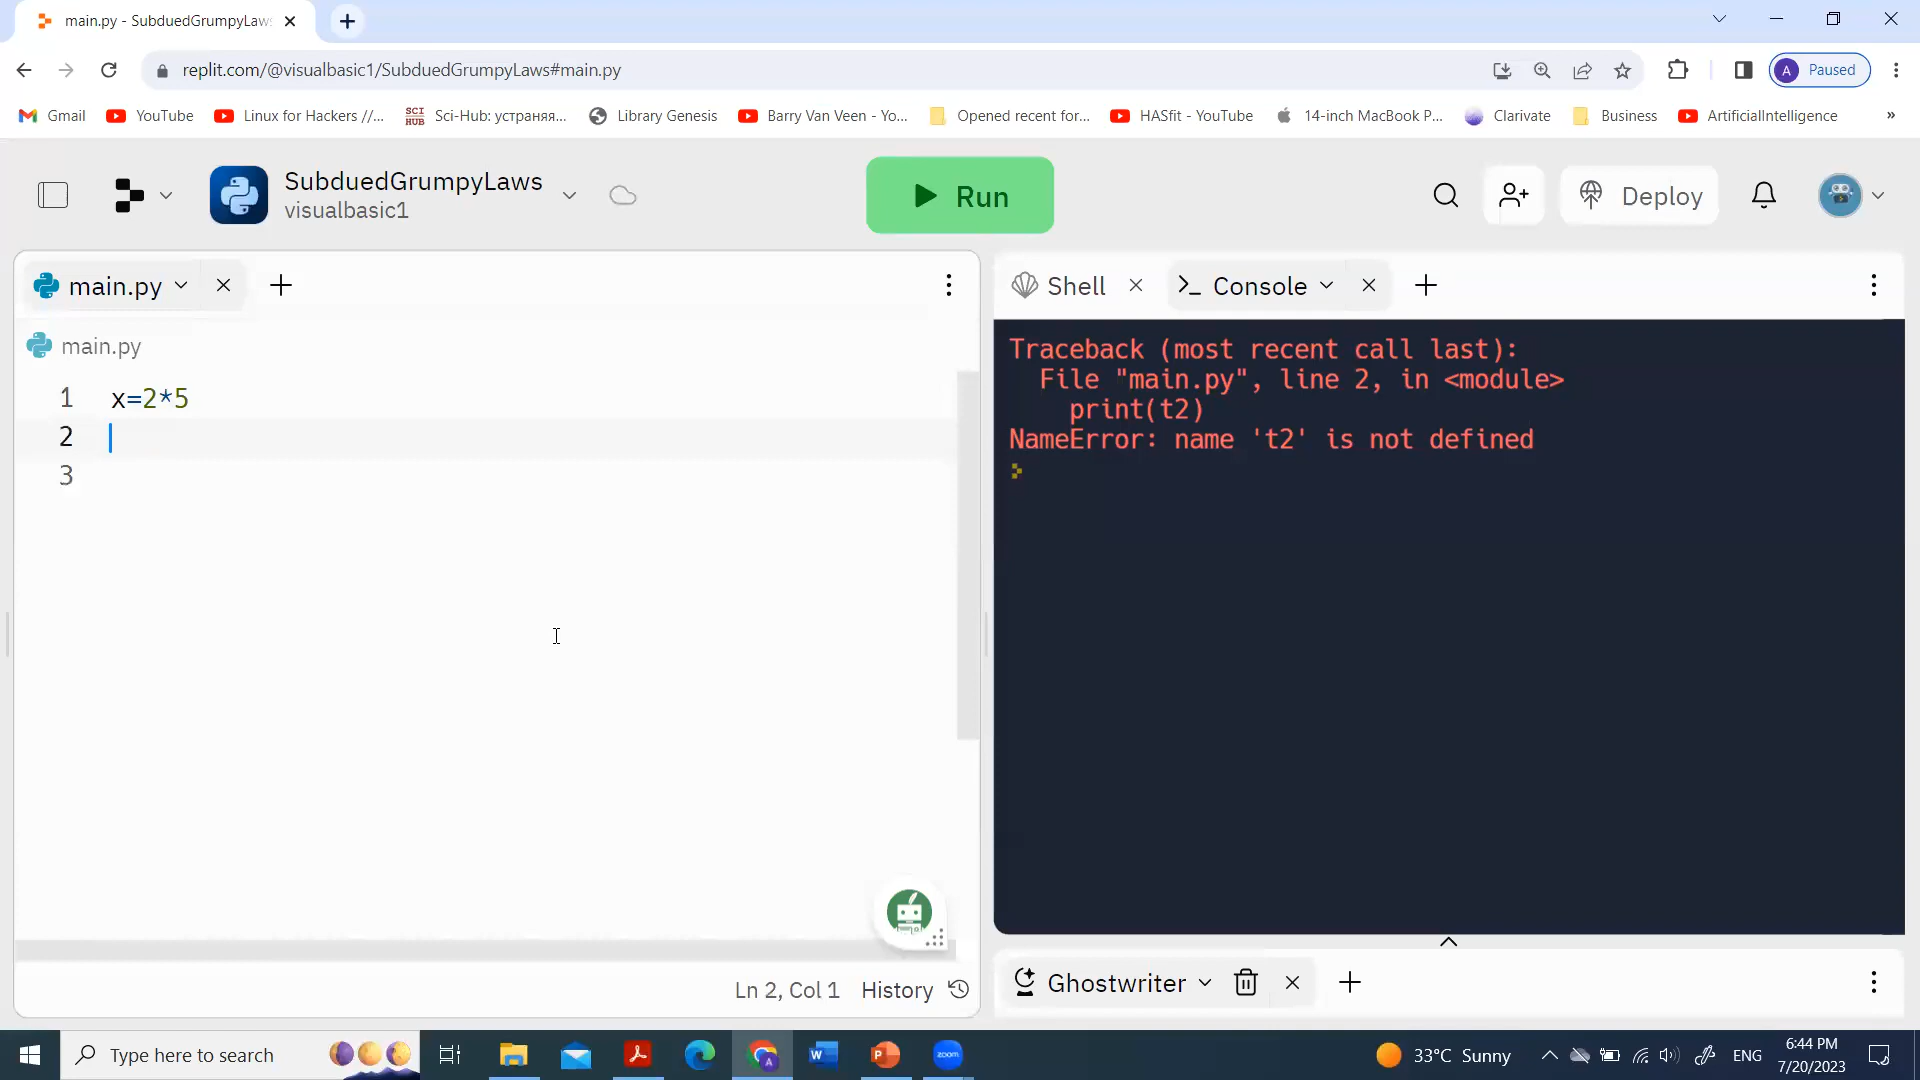 main.py - SubduedGrumpyLaws
replit.com/@visualbasic1/SubduedGrumpyLaws#main.py
A Paused
Gmail YouTube Linux for Hackers //... SCI HUB Sci-Hub: устраняя... Library Genesis Barry Van Veen - Yo... Opened recent for... HASfit - YouTube 14-inch MacBook P... Clarivate Business ArtificialIntelligence »
SubduedGrumpyLaws
visualbasic1
Run
Deploy
main.py
main.py
1 x=2*5
2
3
Ln 2, Col 1 History
Shell Console
Traceback (most recent call last):
File "main.py", line 2, in <module>
print(t2)
NameError: name 't2' is not defined
Ghostwriter
Type here to search
zoom
33°C Sunny
ENG
6:44 PM
7/20/2023